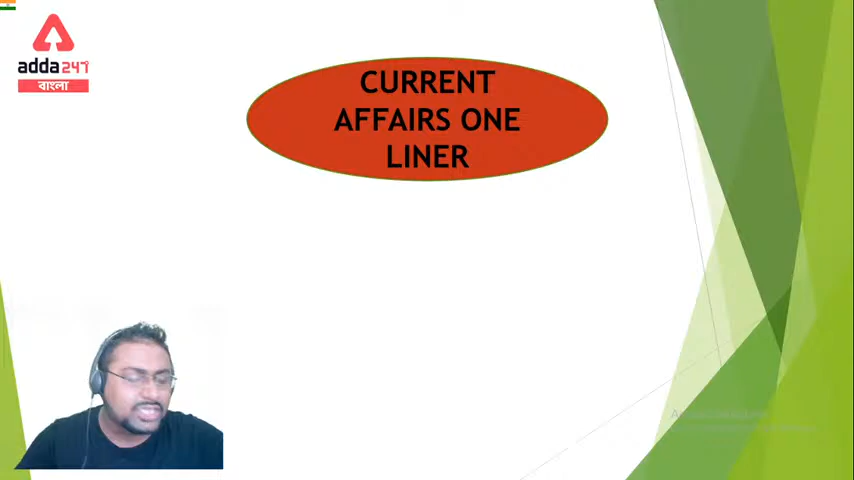 adda247
বাংলা
CURRENT
AFFAIRS ONE
LINER